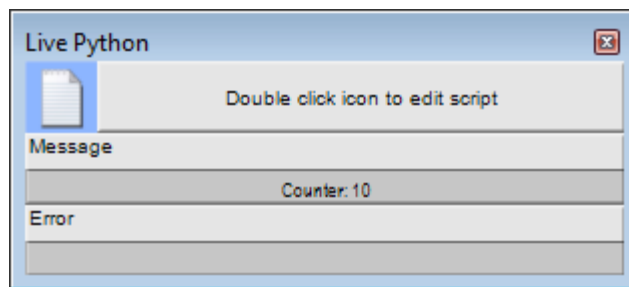 Live Python
Double click icon to edit script
Message
Counter: 10
Error